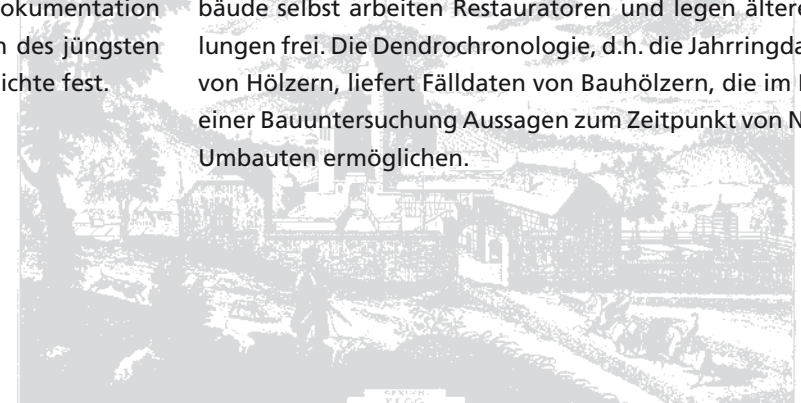 okumentation
n des jüngsten
ichte fest.
bäude selbst arbeiten Restauratoren und legen ältere
lungen frei. Die Dendrochronologie, d.h. die Jahrringda
von Hölzern, liefert Fälldaten von Bauhölzern, die im
einer Bauuntersuchung Aussagen zum Zeitpunkt von N
Umbauten ermöglichen.